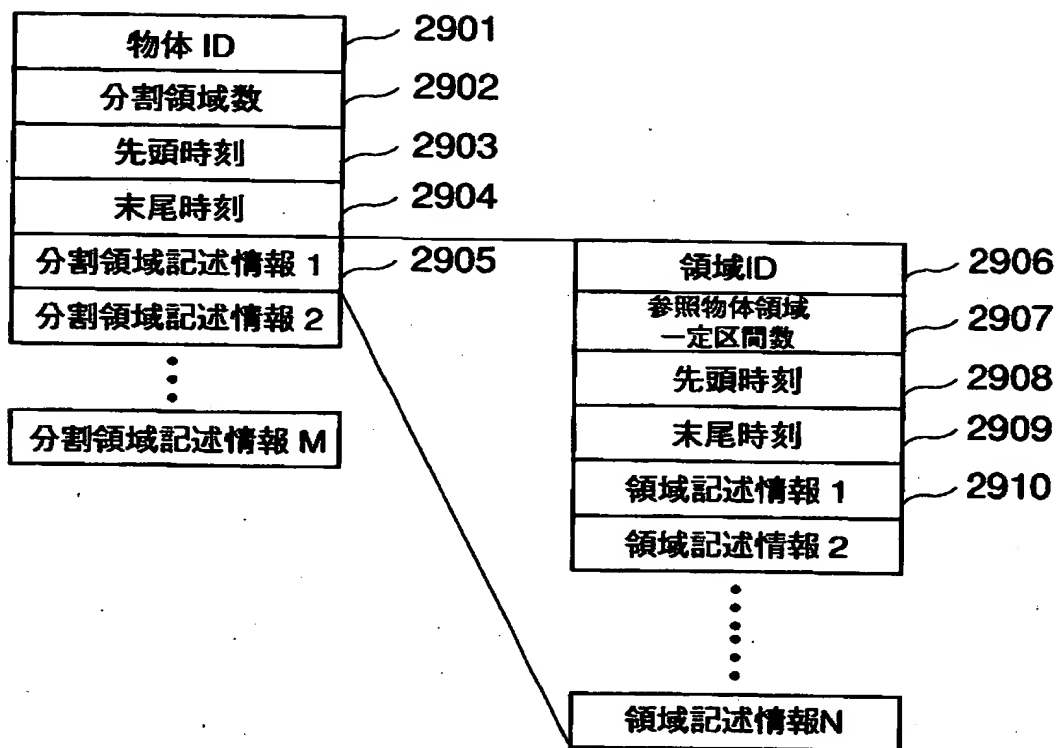 物体 ID 2901
分割領域数 2902
先頭時刻 2903
末尾時刻 2904
分割領域記述情報 1 2905
分割領域記述情報 2
分割領域記述情報 M
領域ID 2906
参照物体領域
一定区間数 2907
先頭時刻 2908
末尾時刻 2909
領域記述情報 1 2910
領域記述情報 2
領域記述情報N